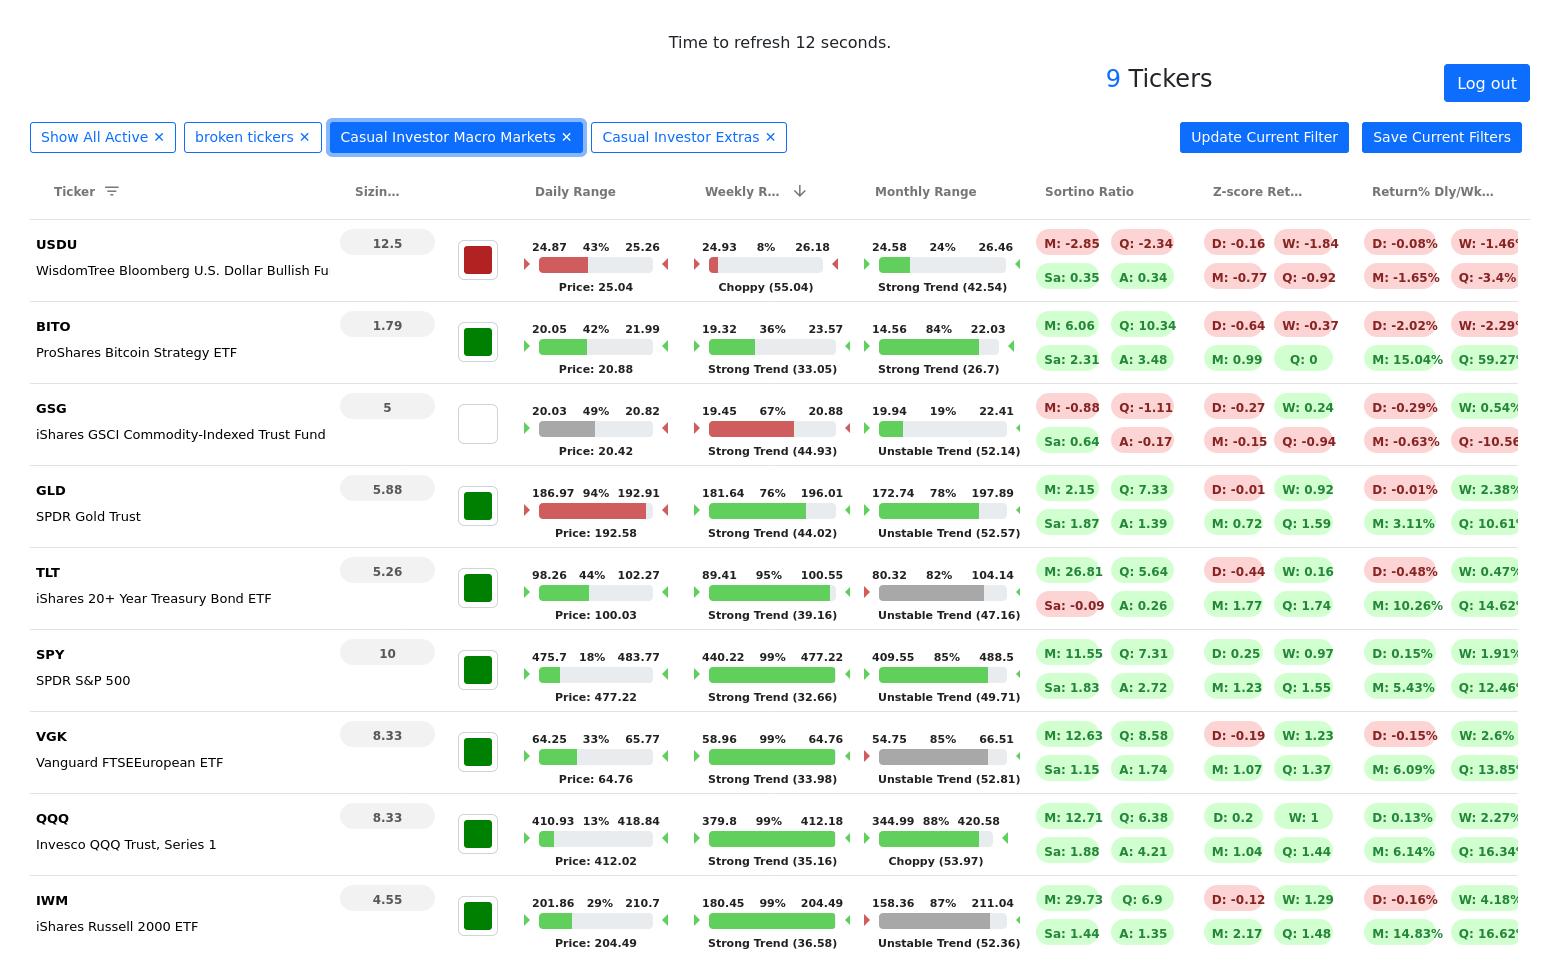 Time to refresh 12 seconds.
9 Tickers
Log out
Show All Active ✕ broken tickers ✕ Casual Investor Macro Markets ✕ Casual Investor Extras ✕ Update Current Filter Save Current Filters
Ticker Sizin… Daily Range Weekly R… Monthly Range Sortino Ratio Z-score Ret… Return% Dly/Wk…
USDU 12.5 24.87 43% 25.26 24.93 8% 26.18 24.58 24% 26.46 M: -2.85 Q: -2.34 D: -0.16 W: -1.84 D: -0.08% W: -1.46%
WisdomTree Bloomberg U.S. Dollar Bullish Fu Sa: 0.35 A: 0.34 M: -0.77 Q: -0.92 M: -1.65% Q: -3.4%
Price: 25.04 Choppy (55.04) Strong Trend (42.54)
BITO 1.79 20.05 42% 21.99 19.32 36% 23.57 14.56 84% 22.03 M: 6.06 Q: 10.34 D: -0.64 W: -0.37 D: -2.02% W: -2.29%
ProShares Bitcoin Strategy ETF Sa: 2.31 A: 3.48 M: 0.99 Q: 0 M: 15.04% Q: 59.27%
Price: 20.88 Strong Trend (33.05) Strong Trend (26.7)
GSG 5 20.03 49% 20.82 19.45 67% 20.88 19.94 19% 22.41 M: -0.88 Q: -1.11 D: -0.27 W: 0.24 D: -0.29% W: 0.54%
iShares GSCI Commodity-Indexed Trust Fund Sa: 0.64 A: -0.17 M: -0.15 Q: -0.94 M: -0.63% Q: -10.56
Price: 20.42 Strong Trend (44.93) Unstable Trend (52.14)
GLD 5.88 186.97 94% 192.91 181.64 76% 196.01 172.74 78% 197.89 M: 2.15 Q: 7.33 D: -0.01 W: 0.92 D: -0.01% W: 2.38%
SPDR Gold Trust Sa: 1.87 A: 1.39 M: 0.72 Q: 1.59 M: 3.11% Q: 10.61%
Price: 192.58 Strong Trend (44.02) Unstable Trend (52.57)
TLT 5.26 98.26 44% 102.27 89.41 95% 100.55 80.32 82% 104.14 M: 26.81 Q: 5.64 D: -0.44 W: 0.16 D: -0.48% W: 0.47%
iShares 20+ Year Treasury Bond ETF Sa: -0.09 A: 0.26 M: 1.77 Q: 1.74 M: 10.26% Q: 14.62%
Price: 100.03 Strong Trend (39.16) Unstable Trend (47.16)
SPY 10 475.7 18% 483.77 440.22 99% 477.22 409.55 85% 488.5 M: 11.55 Q: 7.31 D: 0.25 W: 0.97 D: 0.15% W: 1.91%
SPDR S&P 500 Sa: 1.83 A: 2.72 M: 1.23 Q: 1.55 M: 5.43% Q: 12.46%
Price: 477.22 Strong Trend (32.66) Unstable Trend (49.71)
VGK 8.33 64.25 33% 65.77 58.96 99% 64.76 54.75 85% 66.51 M: 12.63 Q: 8.58 D: -0.19 W: 1.23 D: -0.15% W: 2.6%
Vanguard FTSEEuropean ETF Sa: 1.15 A: 1.74 M: 1.07 Q: 1.37 M: 6.09% Q: 13.85%
Price: 64.76 Strong Trend (33.98) Unstable Trend (52.81)
QQQ 8.33 410.93 13% 418.84 379.8 99% 412.18 344.99 88% 420.58 M: 12.71 Q: 6.38 D: 0.2 W: 1 D: 0.13% W: 2.27%
Invesco QQQ Trust, Series 1 Sa: 1.88 A: 4.21 M: 1.04 Q: 1.44 M: 6.14% Q: 16.34%
Price: 412.02 Strong Trend (35.16) Choppy (53.97)
IWM 4.55 201.86 29% 210.7 180.45 99% 204.49 158.36 87% 211.04 M: 29.73 Q: 6.9 D: -0.12 W: 1.29 D: -0.16% W: 4.18%
iShares Russell 2000 ETF Sa: 1.44 A: 1.35 M: 2.17 Q: 1.48 M: 14.83% Q: 16.62%
Price: 204.49 Strong Trend (36.58) Unstable Trend (52.36)